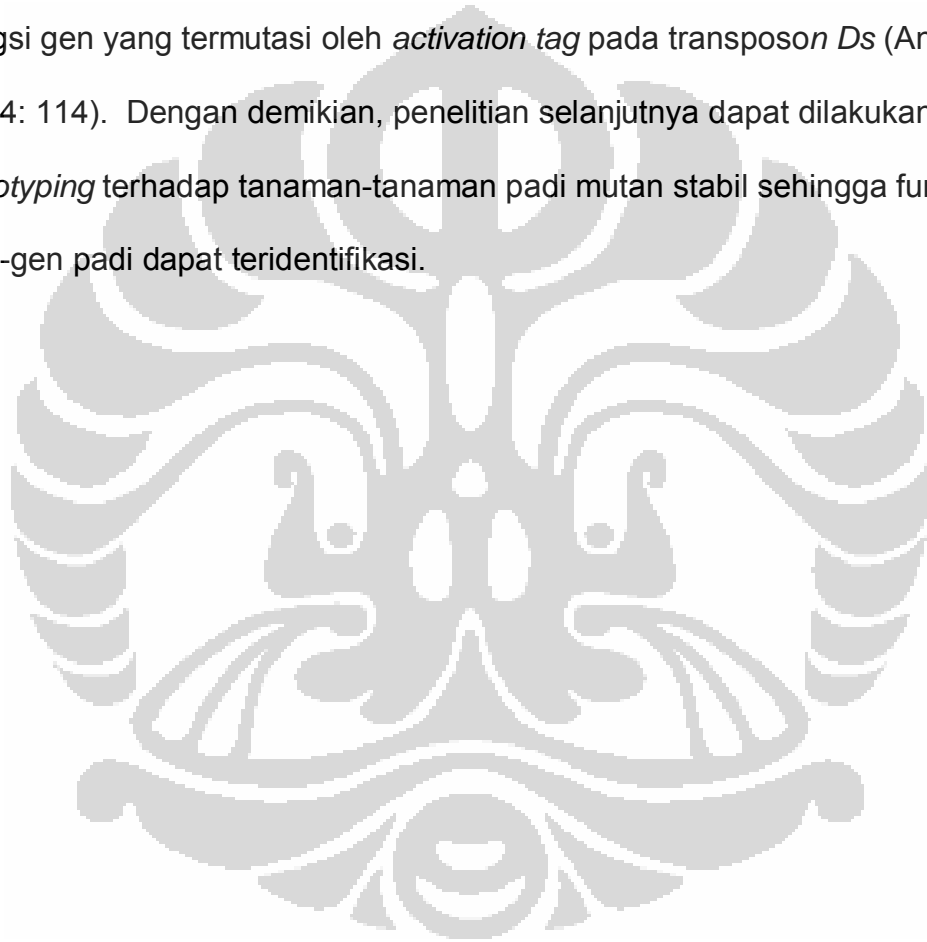 gsi gen yang termutasi oleh activation tag pada transposon Ds (An
4: 114).  Dengan demikian, penelitian selanjutnya dapat dilakukan
otyping terhadap tanaman-tanaman padi mutan stabil sehingga fun
-gen padi dapat teridentifikasi.